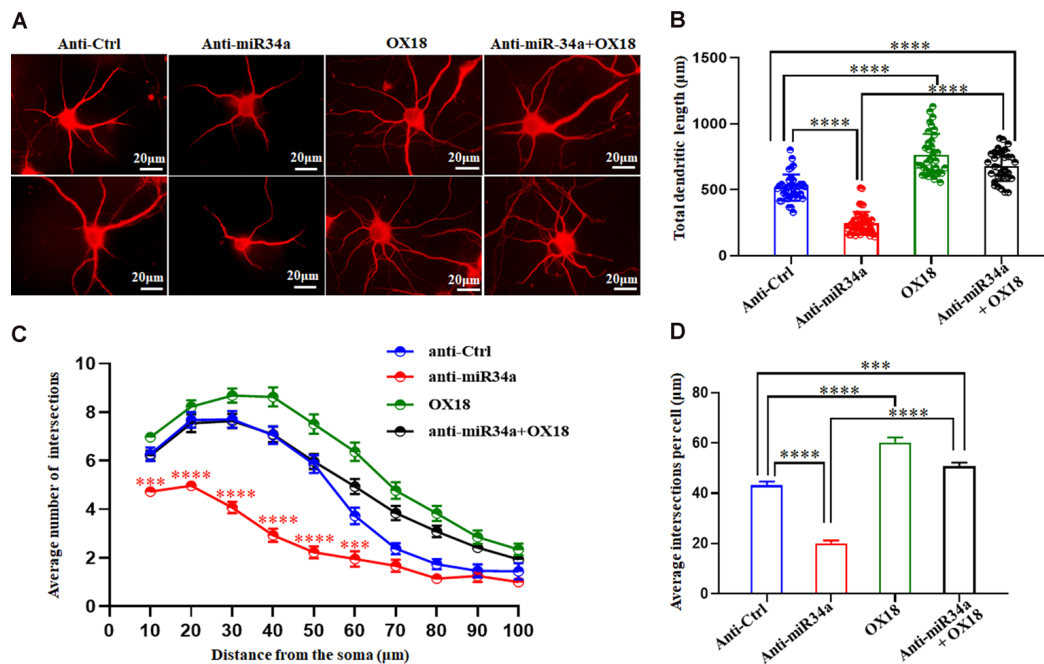 A
Anti-Ctrl
Anti-miR34a
OX18
Anti-miR-34a+OX18
20μm
20μm
20μm
20μm
20μm
20μm
20μm
20μm
B
Total dendritic length (μm)
1500
1000
500
0
****
****
****
****
Anti-Ctrl
Anti-miR34a
OX18
Anti-miR34a
+ OX18
C
Average number of intersections
10
8
6
4
2
0
anti-Ctrl
anti-miR34a
OX18
anti-miR34a+OX18
***
****
****
****
****
***
0 10 20 30 40 50 60 70 80 90 100
Distance from the soma (μm)
D
Average intersections per cell (μm)
80
60
40
20
0
***
****
****
****
Anti-Ctrl
Anti-miR34a
OX18
Anti-miR34a
+ OX18